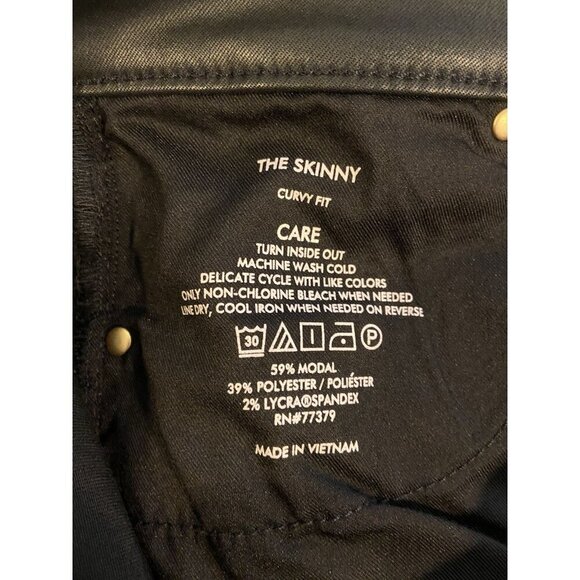 THE SKINNY
CURVY FIT
CARE
TURN INSIDE OUT
MACHINE WASH COLD
DELICATE CYCLE WITH LIKE COLORS
ONLY NON-CHLORINE BLEACH WHEN NEEDED
LINE DRY, COOL IRON WHEN NEEDED ON REVERSE
30 P
59% MODAL
39% POLYESTER / POLIÉSTER
2% LYCRA®SPANDEX
RN#77379
MADE IN VIETNAM